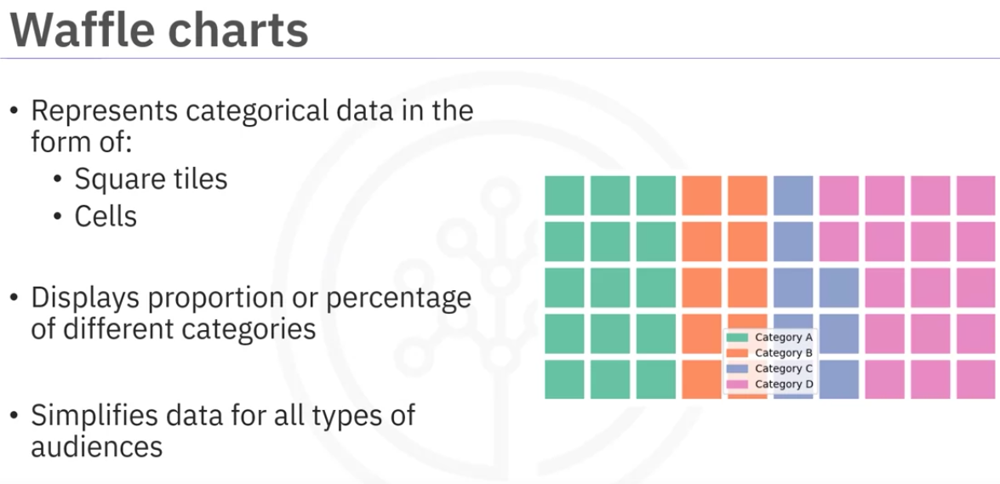 Waffle charts
• Represents categorical data in the
form of:
• Square tiles
• Cells
• Displays proportion or percentage
of different categories
• Simplifies data for all types of
audiences
Category A
Category B
Category C
Category D